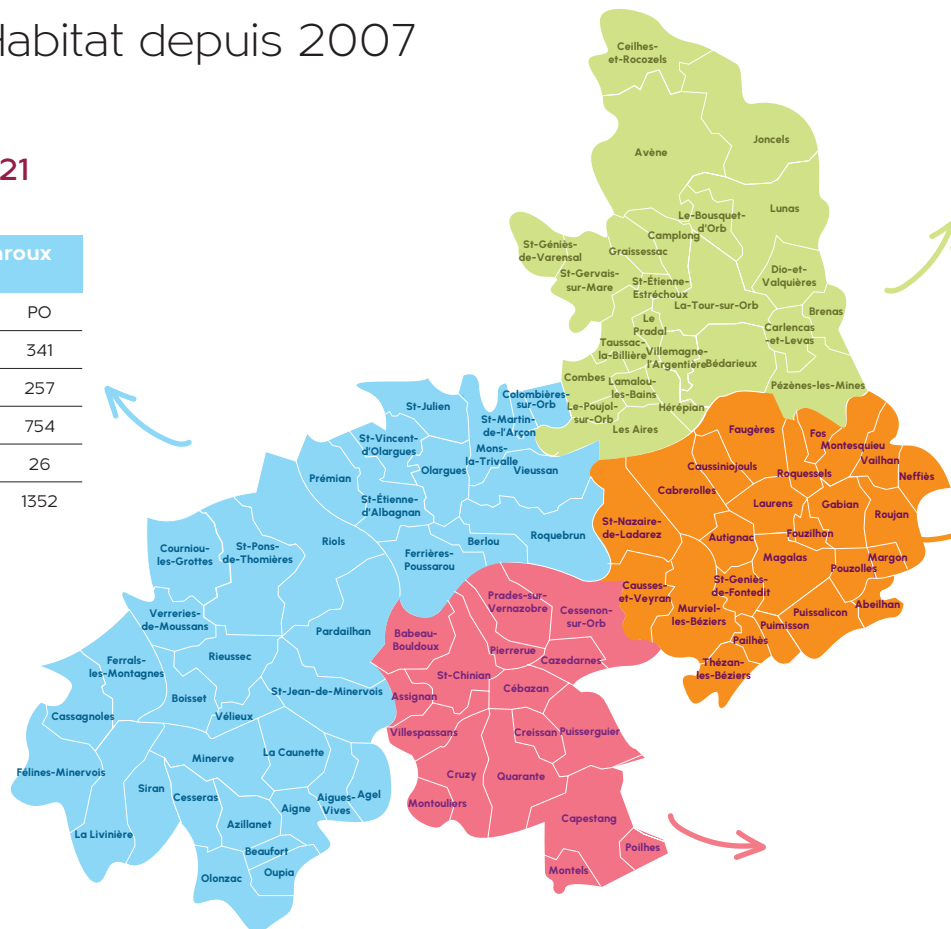 Habitat depuis 2007
21
aroux
PO
341
257
754
26
1352
Ceilhes-
et-Rocozels
Avène
Joncels
Lunas
Le-Bousquet-
d'Orb
Camplong
Graissessac
St-Géniès-
de-Varensal
St-Gervais-
sur-Mare
St-Étienne-
Estréchoux
Dio-et-
Valquières
La-Tour-sur-Orb
Brenas
Le
Pradal
Carlencas
-et-Levas
Taussac-
la-Billière
Villemagne-
l'Argentière
Bédarieux
Combes
Lamalou-
les-Bains
Pézènes-les-Mines
Le-Poujol-
sur-Orb
Hérépian
Les Aires
St-Julien
Colombières-
sur-Orb
St-Martin-
de-l'Arçon
St-Vincent-
d'Olargues
Mons-
la-Trivalle
Olargues
Vieussan
Prémian
St-Étienne-
d'Albagnan
Riols
Berlou
Roquebrun
Ferrières-
Poussarou
Courniou-
les-Grottes
St-Pons-
de-Thomières
Verreries-
de-Moussans
Pardailhan
Rieussec
Ferrals-
les-Montagnes
Boisset
St-Jean-de-Minervois
Vélieux
Cassagnoles
La Caunette
Minerve
Félines-Minervois
Siran
Cesseras
Aigne
Aigues-
Vives
Agel
Azillanet
La Livinière
Beaufort
Oupia
Olonzac
Faugères
Fos
Montesquieu
Vailhan
Neffiès
Caussiniojouls
Roquessels
Cabrerolles
Laurens
Gabian
Roujan
St-Nazaire-
de-Ladarez
Autignac
Fouzilhon
Magalas
Margon
Pouzolles
Causses-
et-Veyran
St-Geniès-
de-Fontedit
Murviel-
les-Béziers
Puissalicon
Abeilhan
Puimisson
Pailhès
Thézan-
les-Béziers
Prades-sur-
Vernazobre
Cessenon-
sur-Orb
Babeau-
Bouldoux
Pierrerue
Cazedarnes
St-Chinian
Cébazan
Assignan
Villespassans
Creissan
Puisserguier
Cruzy
Quarante
Montouliers
Capestang
Poilhes
Montels